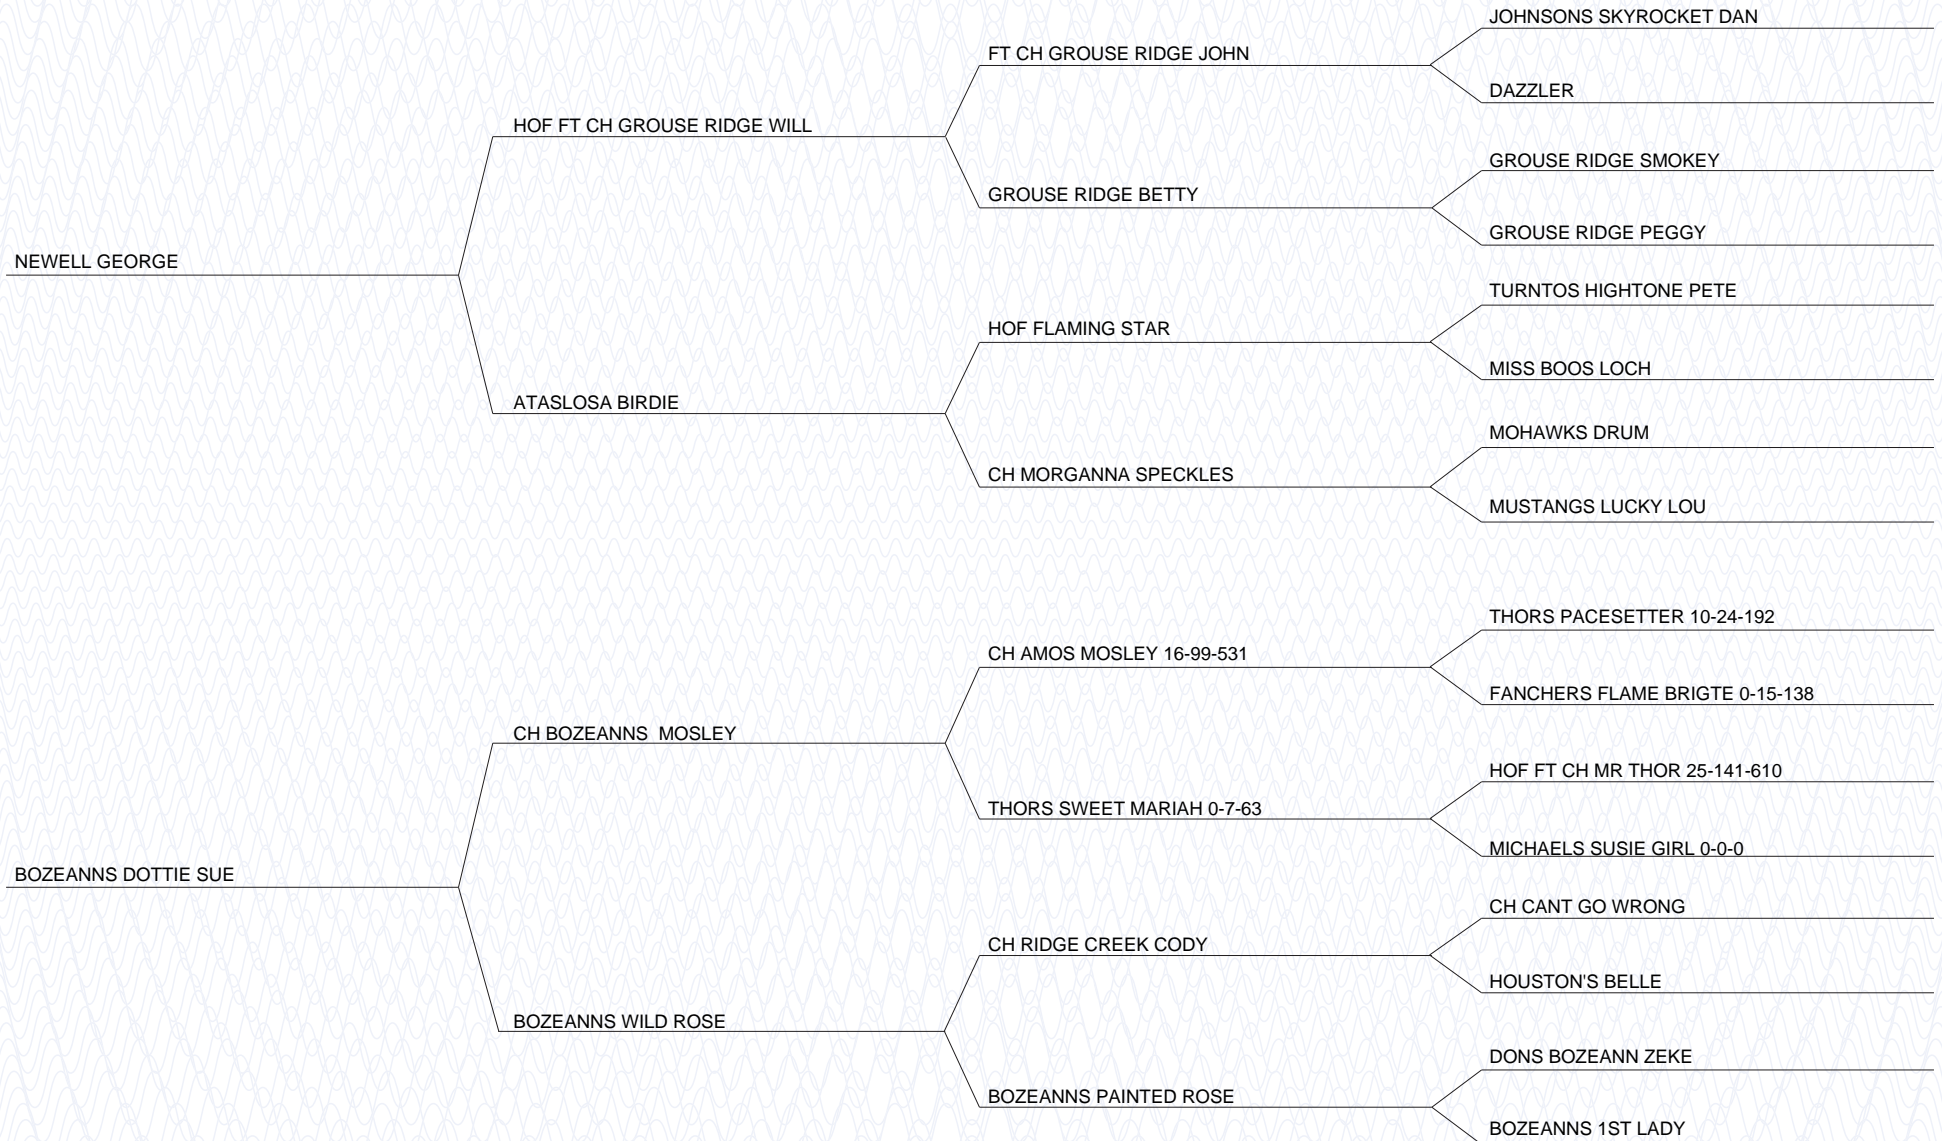 JOHNSONS SKYROCKET DAN
FT CH GROUSE RIDGE JOHN
DAZZLER
HOF FT CH GROUSE RIDGE WILL
GROUSE RIDGE SMOKEY
GROUSE RIDGE BETTY
GROUSE RIDGE PEGGY
NEWELL GEORGE
TURNTOS HIGHTONE PETE
HOF FLAMING STAR
MISS BOOS LOCH
ATASLOSA BIRDIE
MOHAWKS DRUM
CH MORGANNA SPECKLES
MUSTANGS LUCKY LOU
THORS PACESETTER 10-24-192
CH AMOS MOSLEY 16-99-531
FANCHERS FLAME BRIGTE 0-15-138
CH BOZEANNS  MOSLEY
HOF FT CH MR THOR 25-141-610
THORS SWEET MARIAH 0-7-63
MICHAELS SUSIE GIRL 0-0-0
BOZEANNS DOTTIE SUE
CH CANT GO WRONG
CH RIDGE CREEK CODY
HOUSTON'S BELLE
BOZEANNS WILD ROSE
DONS BOZEANN ZEKE
BOZEANNS PAINTED ROSE
BOZEANNS 1ST LADY